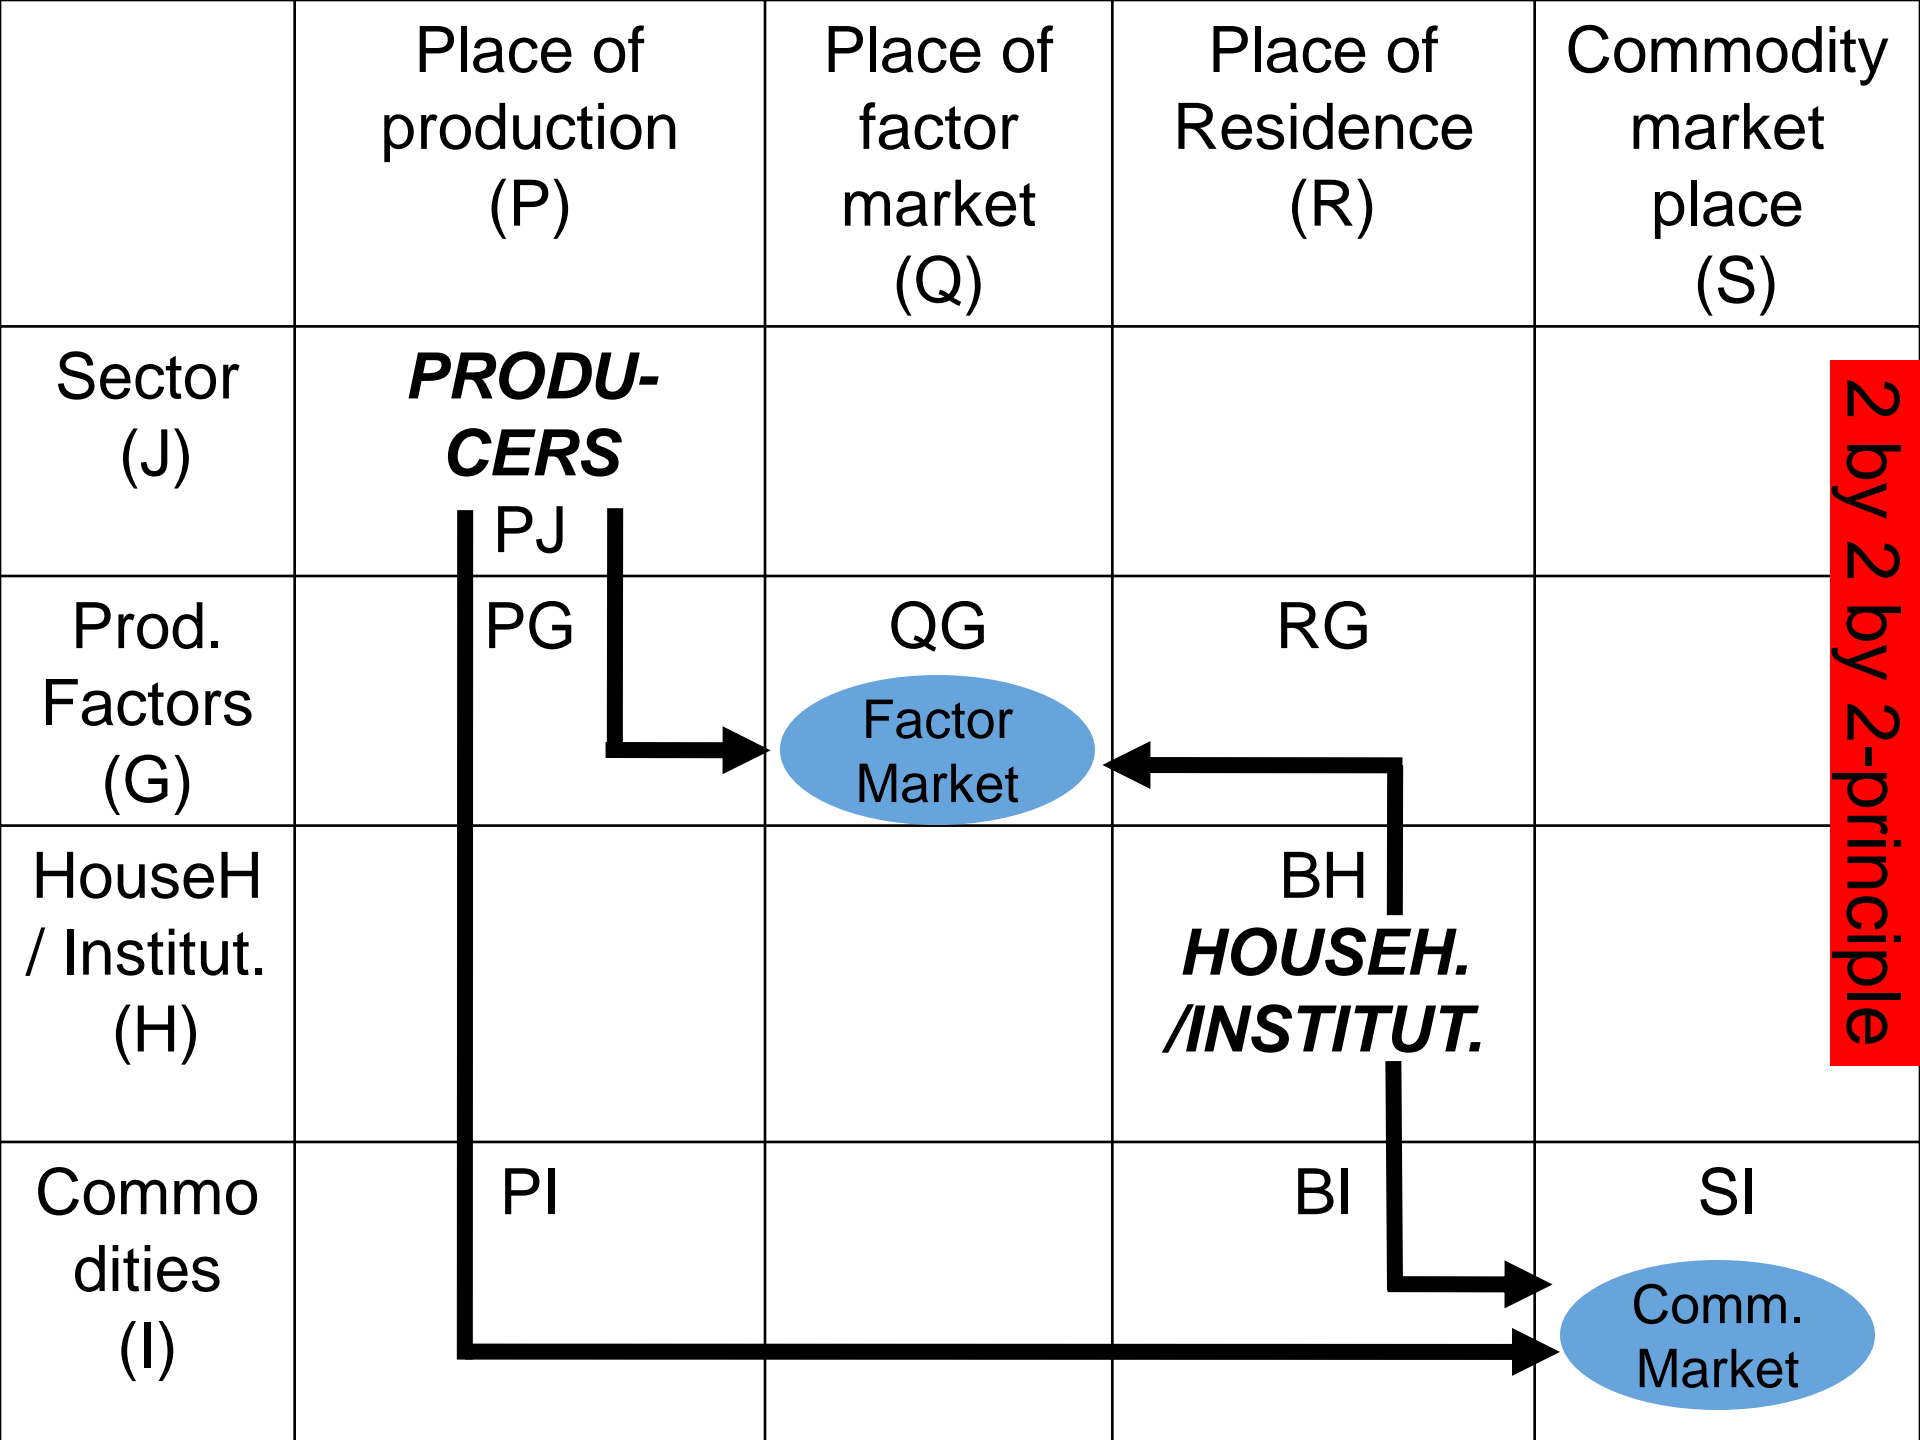 Place of
production
(P)
Place of
factor
market
(Q)
Place of
Residence
(R)
Commodity
market
place
(S)
Sector
(J)
PRODU-
CERS
PJ
Prod.
Factors
(G)
PG
QG
Factor
Market
RG
HouseH
/ Institut.
(H)
BH
HOUSEH.
/INSTITUT.
Commo
dities
(I)
PI
BI
SI
Comm.
Market
2 by 2 by 2-principle